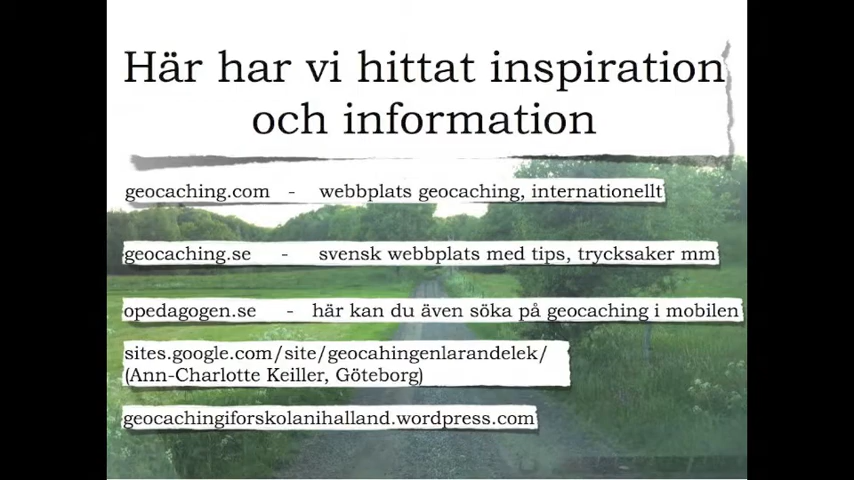 Här har vi hittat inspiration
och information
geocaching.com - webbplats geocaching, internationellt
geocaching.se - svensk webbplats med tips, trycksaker mm
opedagogen.se - här kan du även söka på geocaching i mobilen
sites.google.com/site/geocahingenlarandelek/
(Ann-Charlotte Keiller, Göteborg)
geocachingiforskolanihalland.wordpress.com